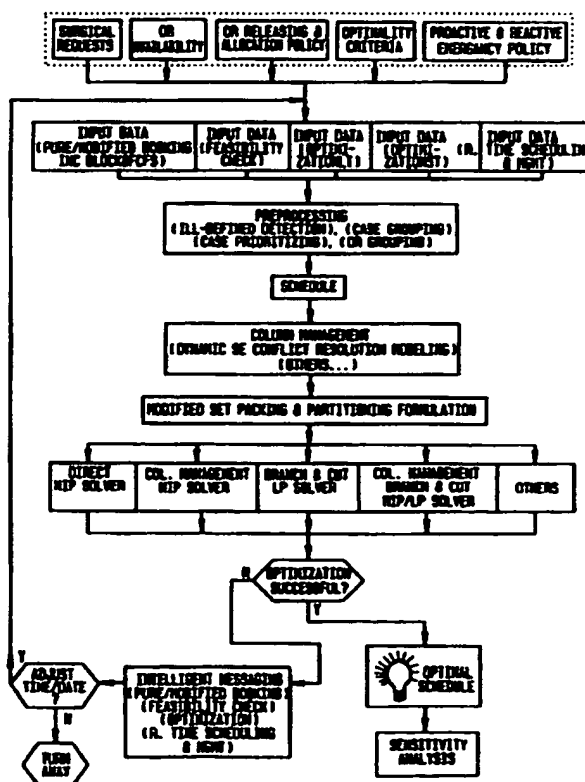 SURGICAL
REQUESTS
OR
AVAILABILITY
OR RELEASING &
ALLOCATION POLICY
OPTIMALITY
CRITERIA
PROACTIVE & REACTIVE
EMERGANCY POLICY
INPUT DATA
(PURE/MODIFIED BOOKING
INC BLOCK&FCFS)
INPUT DATA
(FEASIBILITY
CHECK)
INPUT DATA
(OPTIMI-
INPUT DATA
(OPTIMI-
INPUT DATA
(R. TIME SCHEDULING
& MGMT)
PREPROCESSING
(ILL-DEFINED DETECTION), (CASE GROUPING)
(CASE PRIORITIZING), (OR GROUPING)
SCHEDULE
COLUMN MANAGEMENT
(DYNAMIC SE CONFLICT RESOLUTION MODELING)
(OTHERS...)
MODIFIED SET PACKING & PARTITIONING FORMULATION
DIRECT
MIP SOLVER
COL. MANAGEMENT
MIP SOLVER
BRANCH & CUT
LP SOLVER
COL. MANAGEMENT
BRANCH & CUT
MIP/LP SOLVER
OTHERS
N
OPTIMIZATION
SUCCESSFUL?
Y
Y
ADJUST
TIME/DATE
?
N
TURN
AWAY
INTELLIGENT MESSAGING
(PURE/MODIFIED BOOKING)
(FEASIBILITY CHECK)
(OPTIMIZATION)
(R. TIME SCHEDULING
& MGMT)
OPTIMAL
SCHEDULE
SENSITIVITY
ANALYSIS